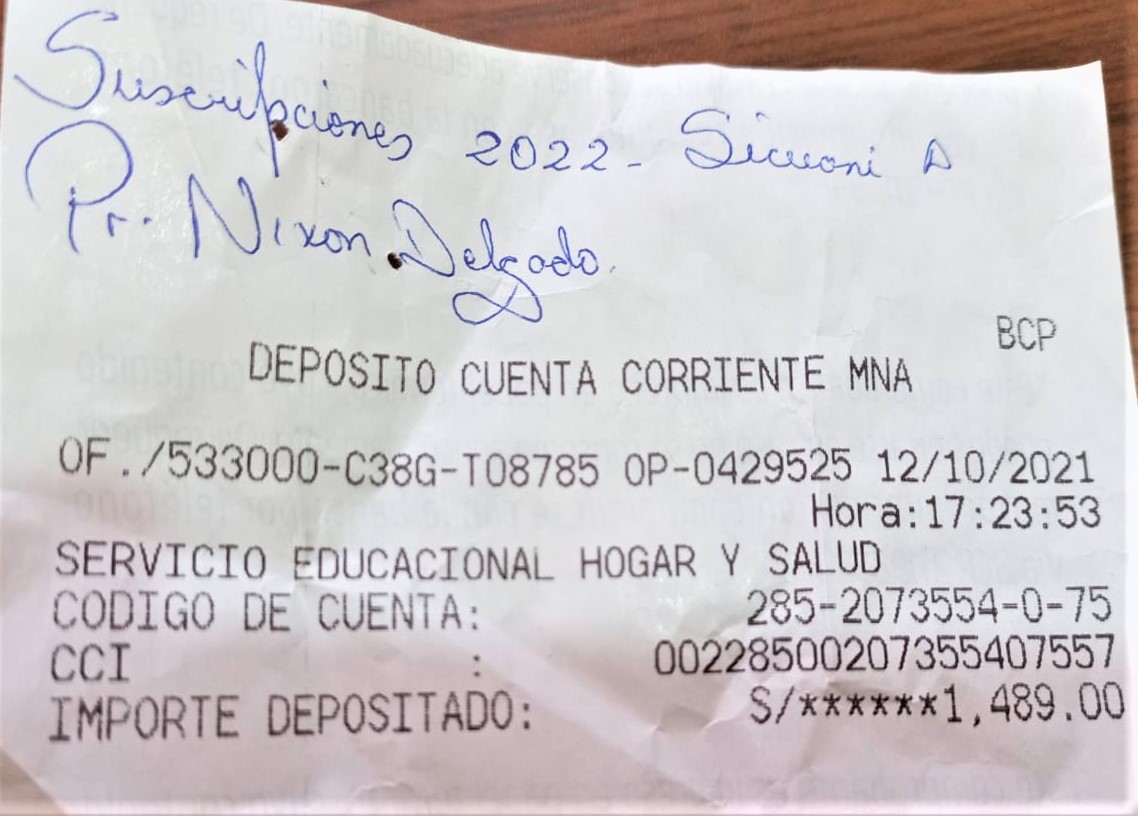 Suscripciones 2022 - Sicuani A
Pr. Nixon Delgado.
BCP
DEPOSITO CUENTA CORRIENTE MNA
OF./533000-C38G-T08785 OP-0429525 12/10/2021
Hora:17:23:53
SERVICIO EDUCACIONAL HOGAR Y SALUD
CODIGO DE CUENTA: 285-2073554-0-75
CCI : 00228500207355407557
IMPORTE DEPOSITADO: S/******1,489.00